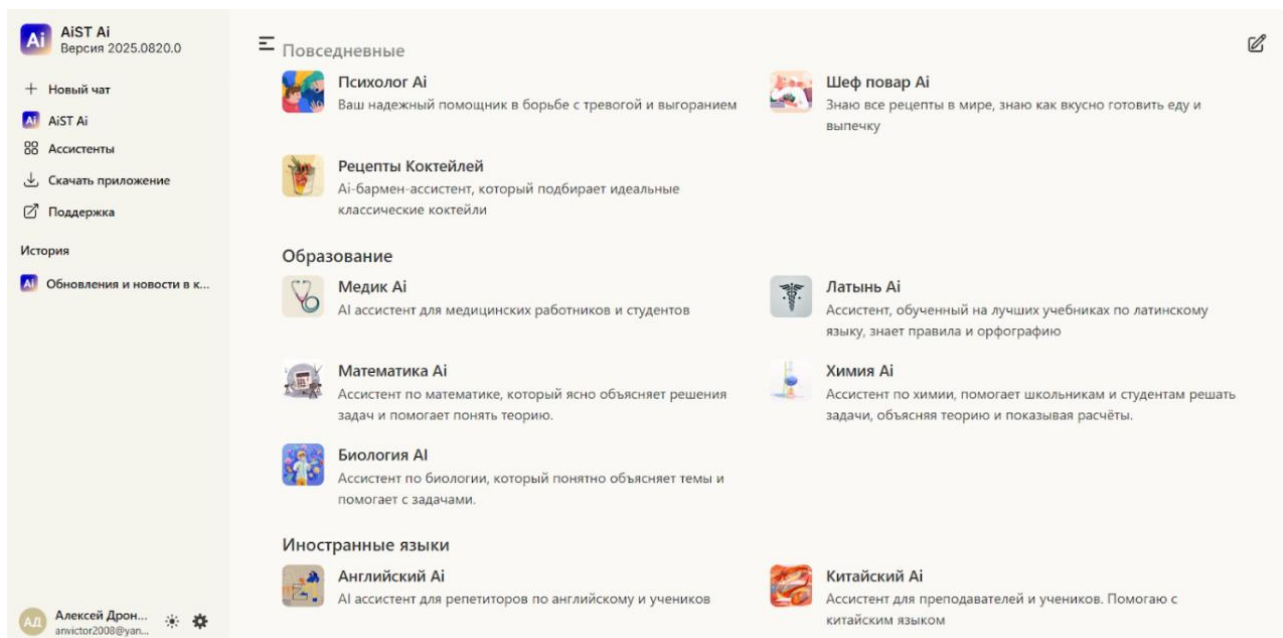 AiST Ai
Версия 2025.0820.0
Новый чат
AiST Ai
Ассистенты
Скачать приложение
Поддержка
История
Обновления и новости в к...
Алексей Дрон...
anvictor2008@yan...
Повседневные
Психолог Ai
Ваш надежный помощник в борьбе с тревогой и выгоранием
Шеф повар Ai
Знаю все рецепты в мире, знаю как вкусно готовить еду и
выпечку
Рецепты Коктейлей
Ai-бармен-ассистент, который подбирает идеальные
классические коктейли
Образование
Медик Ai
AI ассистент для медицинских работников и студентов
Латынь Ai
Ассистент, обученный на лучших учебниках по латинскому
языку, знает правила и орфографию
Математика Ai
Ассистент по математике, который ясно объясняет решения
задач и помогает понять теорию.
Химия Ai
Ассистент по химии, помогает школьникам и студентам решать
задачи, объясняя теорию и показывая расчёты.
Биология AI
Ассистент по биологии, который понятно объясняет темы и
помогает с задачами.
Иностранные языки
Английский Ai
AI ассистент для репетиторов по английскому и учеников
Китайский Ai
Ассистент для преподавателей и учеников. Помогаю с
китайским языком